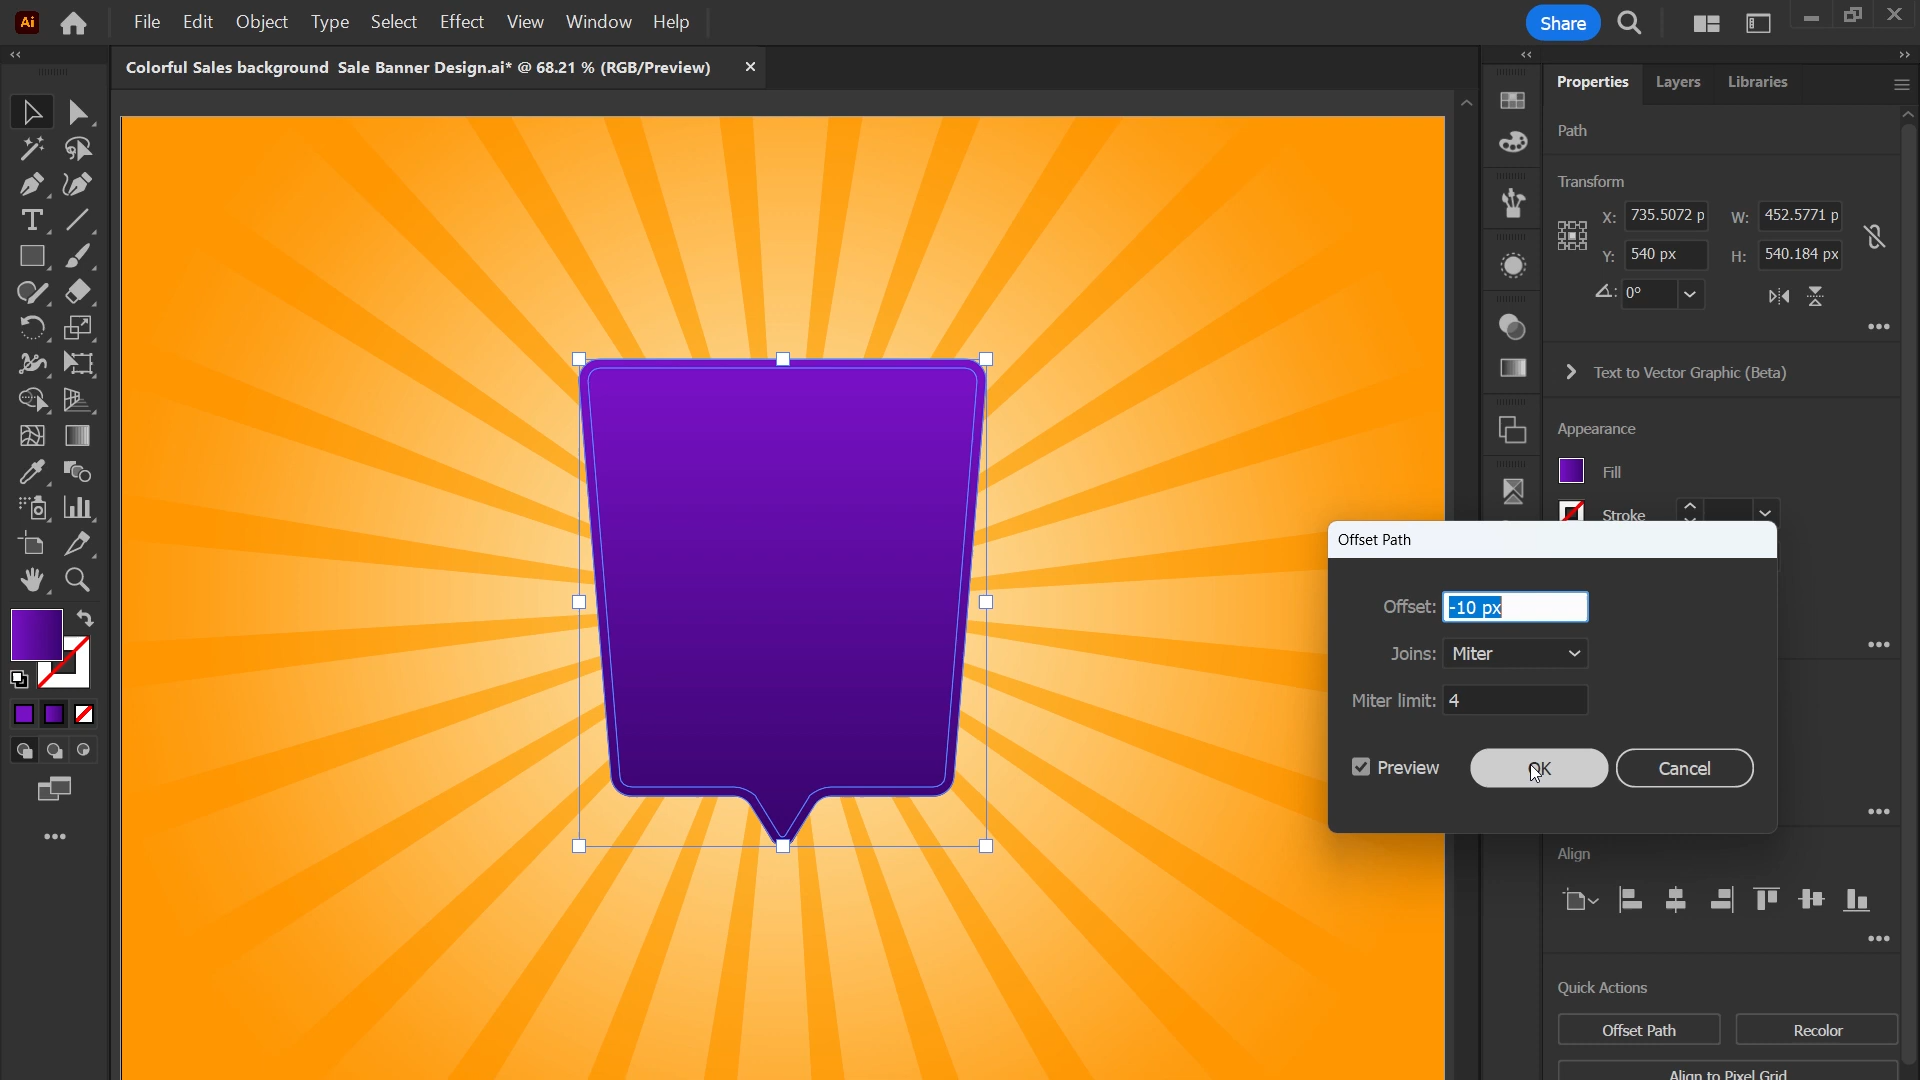 Ai File Edit Object Type Select Effect View Window Help Share
Colorful Sales background  Sale Banner Design.ai* @ 68.21 % (RGB/Preview)
Properties Layers Libraries
Path
Transform
X: 735.5072 p W: 452.5771 p
Y: 540 px H: 540.184 px
0°
Text to Vector Graphic (Beta)
Appearance
Fill
Stroke
Offset Path
Offset: -10 px
Joins: Miter
Miter limit: 4
Preview OK Cancel
Align
Quick Actions
Offset Path Recolor
Align to Pixel Grid